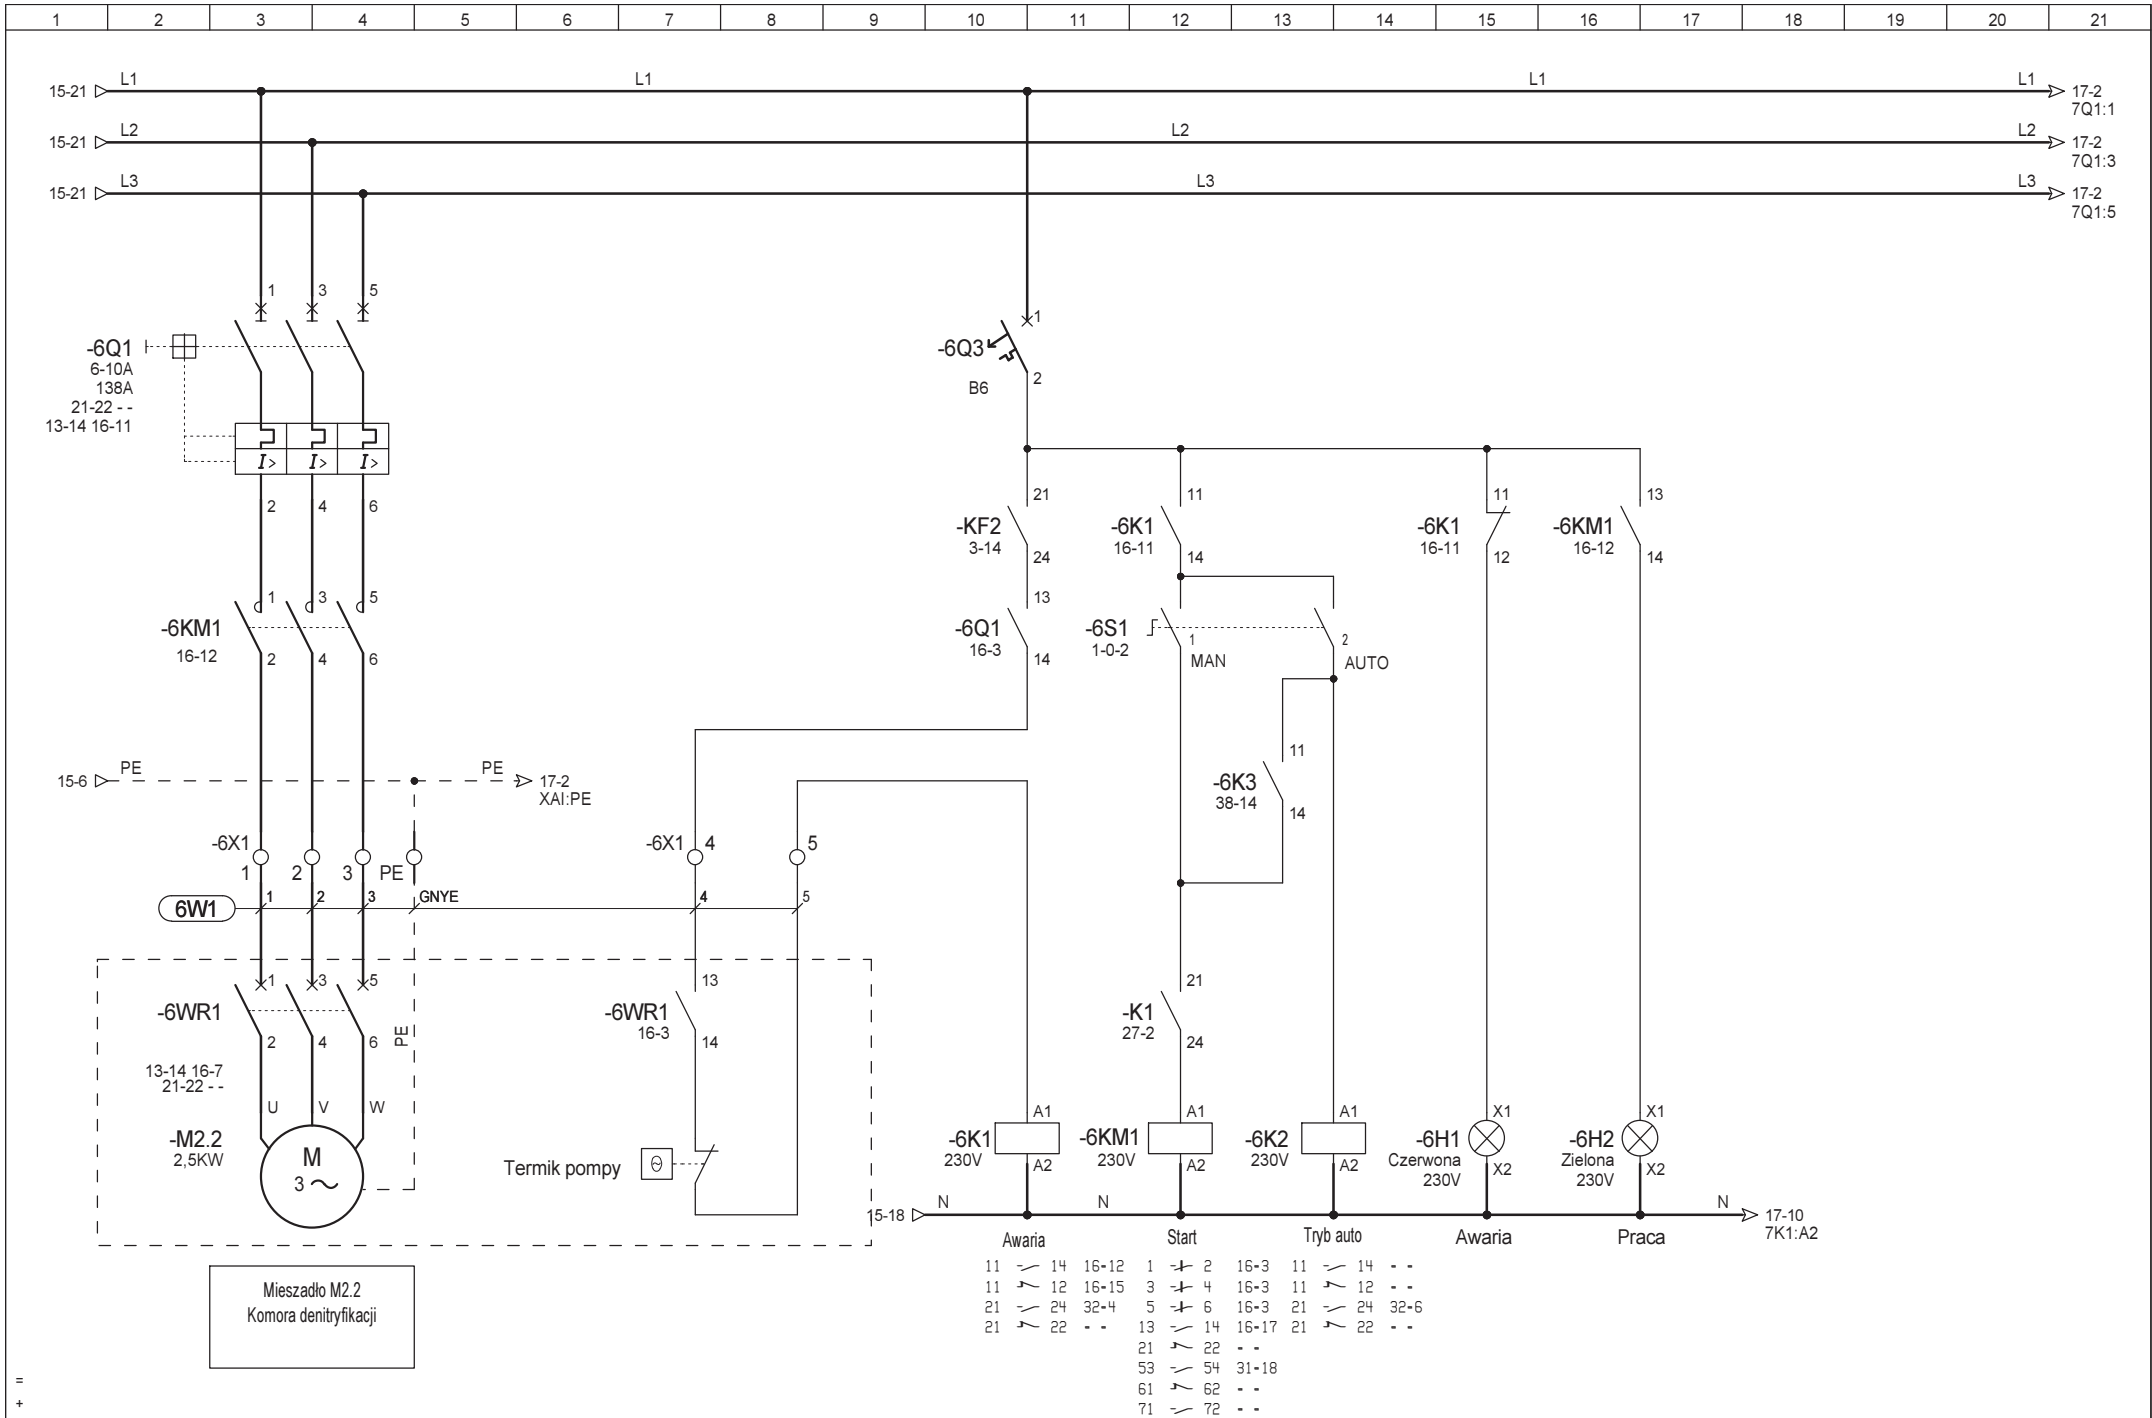 1 2 3 4 5 6 7 8 9 10 11 12 13 14 15 16 17 18 19 20 21
L1 L1 L1 L1
15-21 17-2
7Q1:1
L2 L2 L2
15-21 17-2
7Q1:3
L3 L3 L3
15-21 17-2
7Q1:5
1 3 5
-6Q1
6-10A
138A
21-22 - -
13-14 16-11
I> I> I>
2 4 6
1
-6Q3
B6
2
21 11 11 13
-KF2
3-14
24
-6K1
16-11
14
-6K1
16-11
12
-6KM1
16-12
14
1 3 5
-6KM1
16-12
2 4 6
13
-6Q1
16-3
14
-6S1
1-0-2
1
MAN
2
AUTO
11
-6K3
38-14
14
15-6 PE PE 17-2
XAI:PE
-6X1
1 2 3 PE
-6X1 4 5
6W1 1 2 3 GNYE 4 5
1 3 5
-6WR1
2 4 6 PE
13-14 16-7
21-22 - -
U V W
-M2.2
2,5KW
M
3 ~
13
-6WR1
16-3
14
Termik pompy
21
-K1
27-2
24
A1
-6K1
230V
A2
A1
-6KM1
230V
A2
A1
-6K2
230V
A2
X1
-6H1
Czerwona
230V
X2
X1
-6H2
Zielona
230V
X2
15-18 N N N 17-10
7K1:A2
Awaria Start Tryb auto Awaria Praca
11 14 16-12 1 2 16-3 11 14 - -
11 12 16-15 3 4 16-3 11 12 - -
21 24 32-4 5 6 16-3 21 24 32-6
21 22 - - 13 14 16-17 21 22 - -
21 22 - -
53 54 31-18
61 62 - -
71 72 - -
Mieszadło M2.2
Komora denitryfikacji
=
+